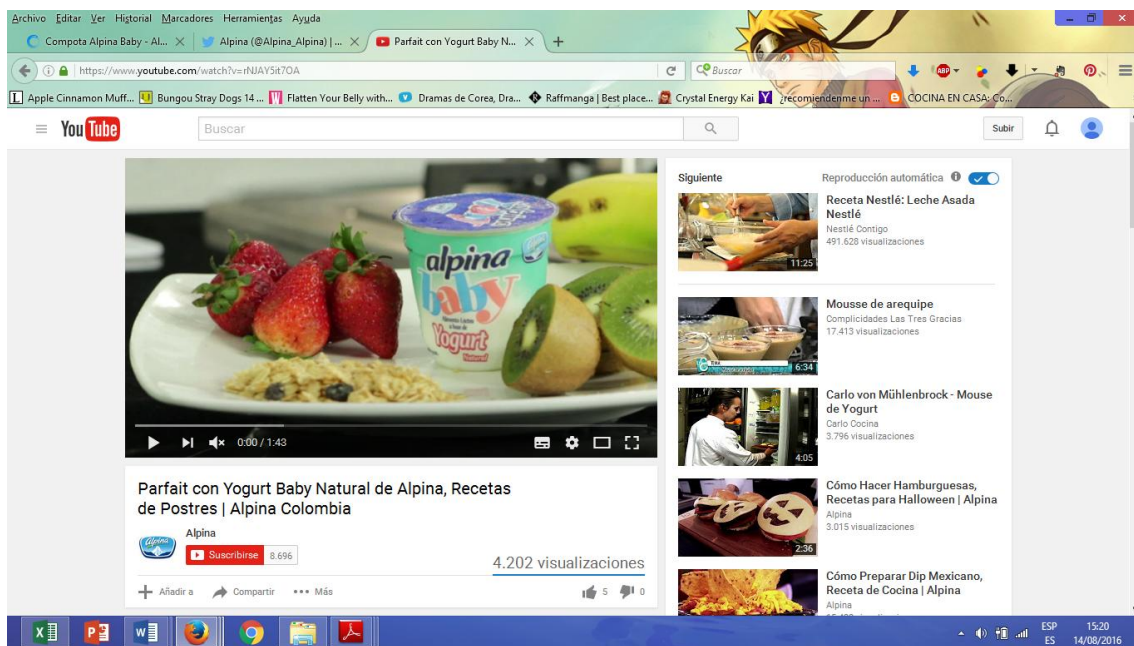 Archivo Editar Ver Historial Marcadores Herramientas Ayuda
Compota Alpina Baby - Al... Alpina (@Alpina_Alpina) | ... Parfait con Yogurt Baby N...
https://www.youtube.com/watch?v=rNJAY5it7OA Buscar ABP
Apple Cinnamon Muff... Bungou Stray Dogs 14 ... Flatten Your Belly with... Dramas de Corea, Dra... Raffmanga | Best place... Crystal Energy Kai ¿recomiendenme un ... COCINA EN CASA: Co...
YouTube Buscar Subir
alpina
baby
Yogurt
Natural
0:00 / 1:43
Parfait con Yogurt Baby Natural de Alpina, Recetas
de Postres | Alpina Colombia
Alpina
Suscribirse 8.696
4.202 visualizaciones
Añadir a Compartir Más 5 0
Siguiente Reproducción automática
Receta Nestlé: Leche Asada
Nestlé
Nestlé Contigo
491.628 visualizaciones
11:25
Mousse de arequipe
Complicidades Las Tres Gracias
17.413 visualizaciones
6:34
Carlo von Mühlenbrock - Mouse
de Yogurt
Carlo Cocina
3.796 visualizaciones
4:05
Cómo Hacer Hamburguesas,
Recetas para Halloween | Alpina
Alpina
3.015 visualizaciones
2:36
Cómo Preparar Dip Mexicano,
Receta de Cocina | Alpina
Alpina
ESP 15:20
ES 14/08/2016